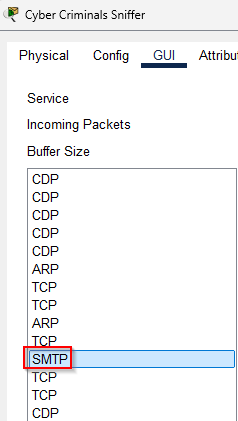 Cyber Criminals Sniffer
Physical Config GUI Attribut
Service
Incoming Packets
Buffer Size
CDP
CDP
CDP
CDP
CDP
ARP
TCP
TCP
ARP
TCP
SMTP
TCP
TCP
CDP